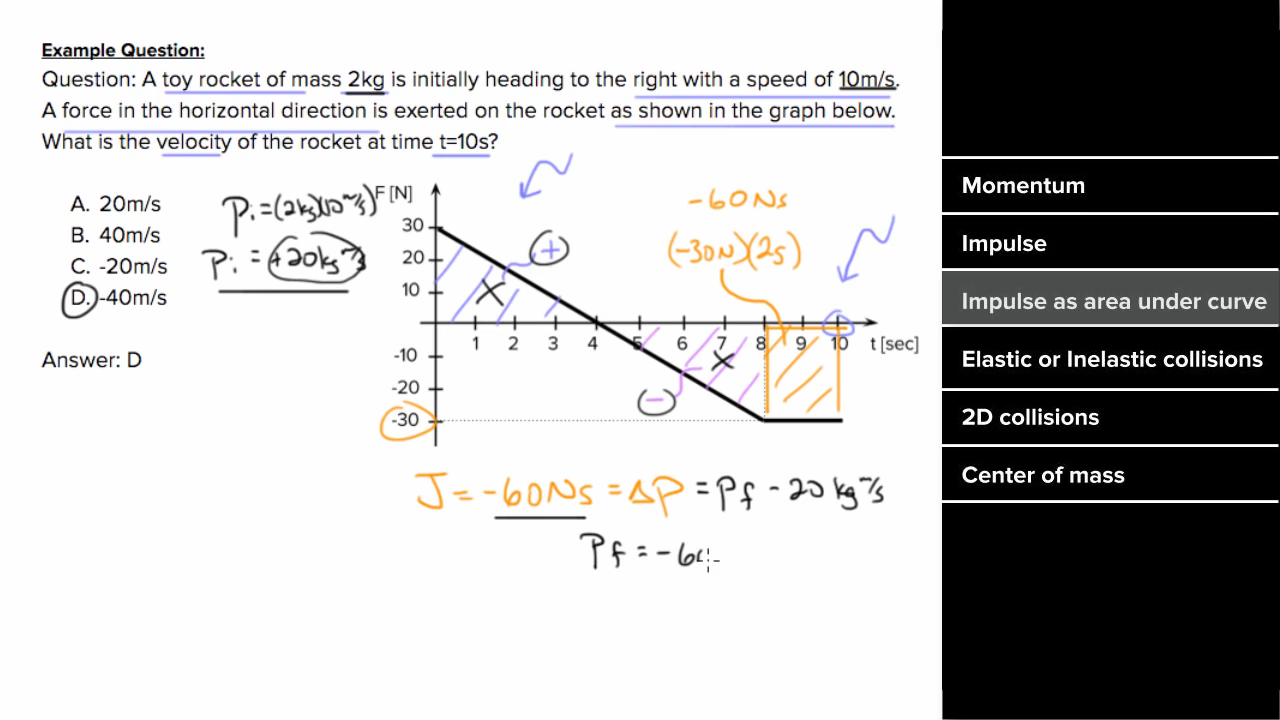 Example Question:
Question: A toy rocket of mass 2kg is initially heading to the right with a speed of 10m/s.
A force in the horizontal direction is exerted on the rocket as shown in the graph below.
What is the velocity of the rocket at time t=10s?
A. 20m/s
B. 40m/s
C. -20m/s
D. -40m/s
Answer: D
Pi=(2kg)(10m/s)
Pi = +20kgm/s
F [N]
30
20
10
-10
-20
-30
1 2 3 4 5 6 7 8 9 10 t [sec]
+
-
-60Ns
(-30N)(2s)
J = -60Ns = ΔP = Pf - 20kgm/s
Pf = -60
Momentum
Impulse
Impulse as area under curve
Elastic or Inelastic collisions
2D collisions
Center of mass